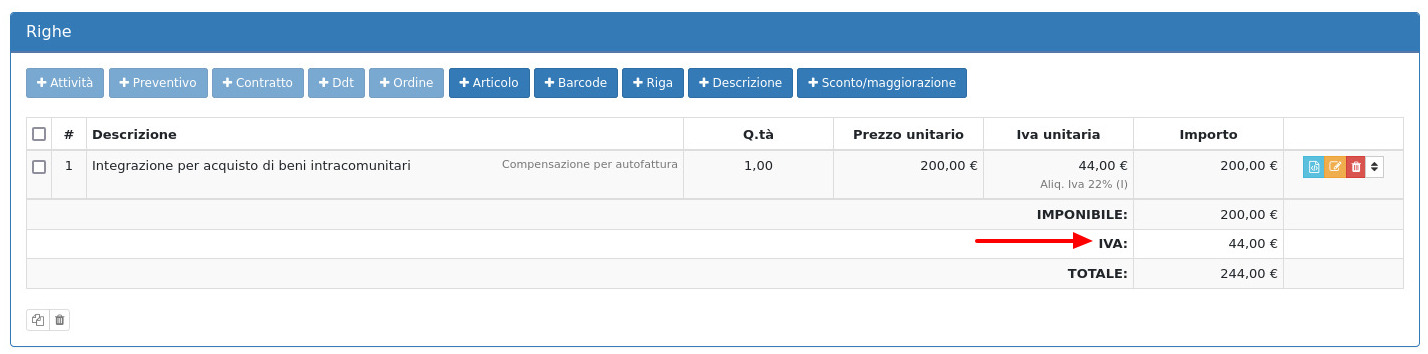 Righe
Attività Preventivo Contratto Ddt Ordine Articolo Barcode Riga Descrizione Sconto/maggiorazione
# Descrizione Q.tà Prezzo unitario Iva unitaria Importo
1 Integrazione per acquisto di beni intracomunitari Compensazione per autofattura 1,00 200,00 € 44,00 € 200,00 €
Aliq. Iva 22% (I)
IMPONIBILE: 200,00 €
IVA: 44,00 €
TOTALE: 244,00 €